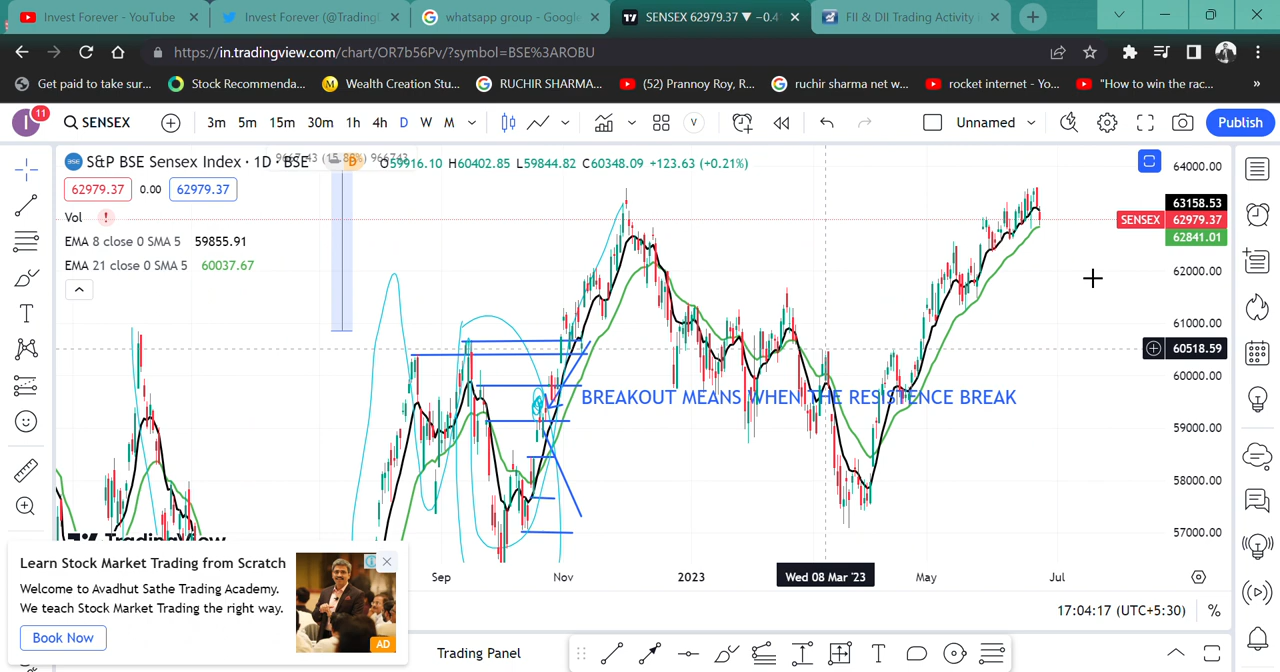 Invest Forever - YouTube
Invest Forever (@Trading
whatsapp group - Google
SENSEX 62979.37 ▼ −0.4
FII & DII Trading Activity
https://in.tradingview.com/chart/OR7b56Pv/?symbol=BSE%3AROBU
Get paid to take sur...
Stock Recommenda...
Wealth Creation Stu...
RUCHIR SHARMA...
(52) Prannoy Roy, R...
ruchir sharma net w...
rocket internet - Yo...
"How to win the rac...
»
I
11
SENSEX
3m 5m 15m 30m 1h 4h D W M
Unnamed
Publish
S&P BSE Sensex Index · 1D · BSE
D
O59916.10 H60402.85 L59844.82 C60348.09 +123.63 (+0.21%)
62979.37 0.00 62979.37
Vol
EMA 8 close 0 SMA 5 59855.91
EMA 21 close 0 SMA 5 60037.67
BREAKOUT MEANS WHEN THE RESISTENCE BREAK
64000.00
63158.53
SENSEX 62979.37
62841.01
62000.00
61000.00
60518.59
60000.00
59000.00
58000.00
57000.00
TradingView
Sep
Nov
2023
Wed 08 Mar '23
May
Jul
17:04:17 (UTC+5:30)
%
Learn Stock Market Trading from Scratch
Welcome to Avadhut Sathe Trading Academy.
We teach Stock Market Trading the right way.
Book Now
AD
Trading Panel